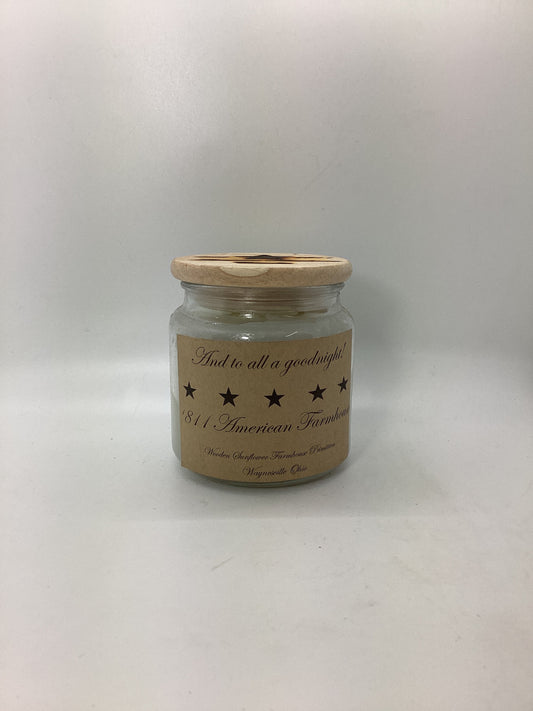 And to all a goodnight!
★ ★ ★ ★ ★
1811 American Farmhouse
Wooden Sunflower Farmhouse Primitives
Waynesville Ohio